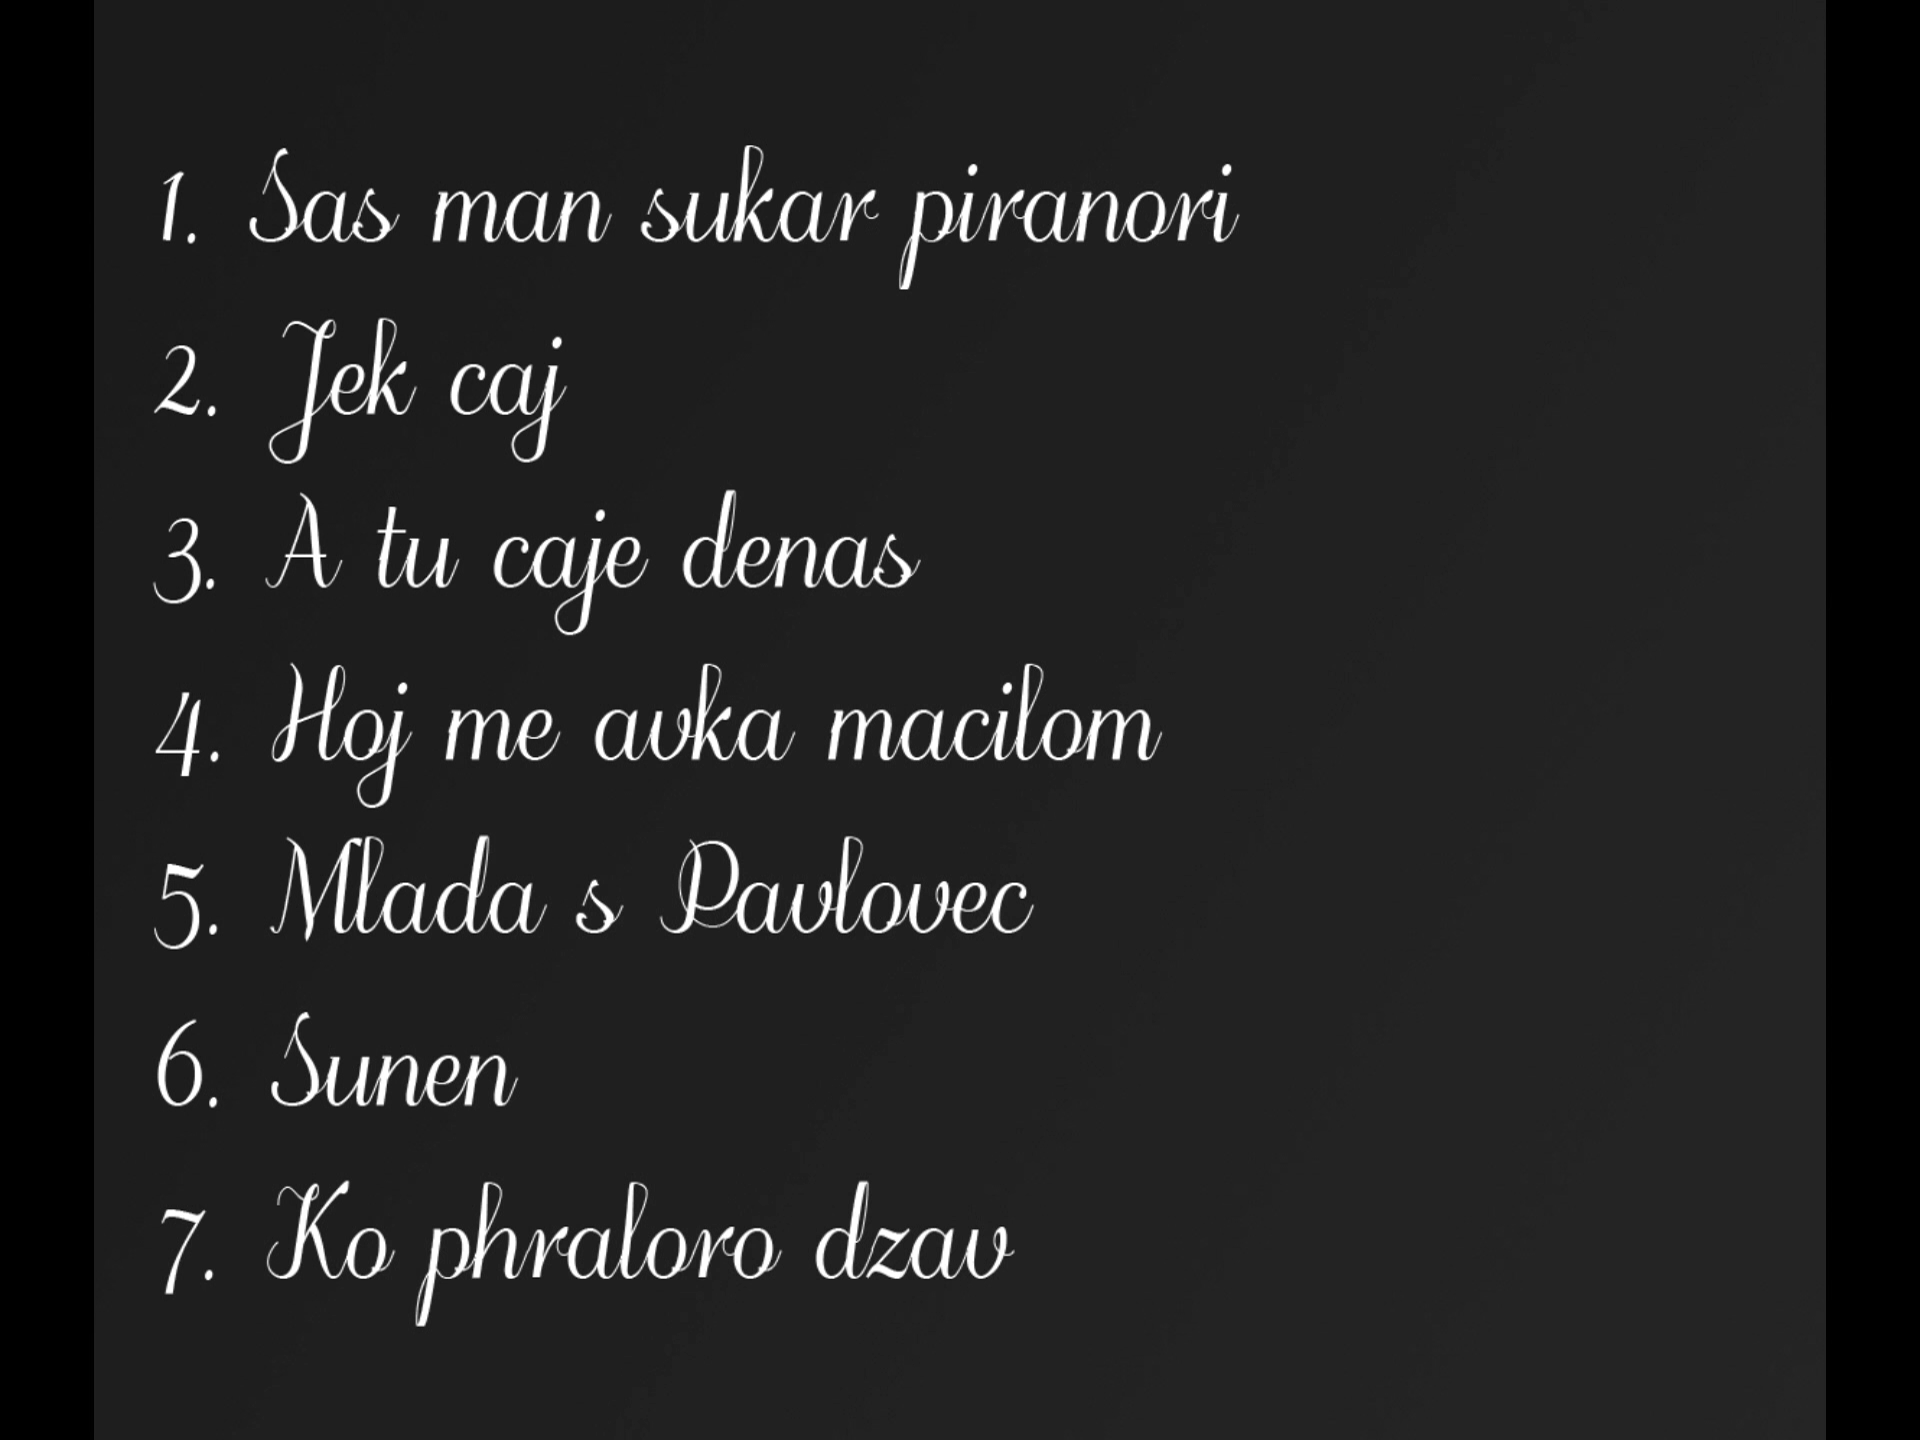 1. Sas man sukar piranori
2. Jek caj
3. A tu caje denas
4. Hoj me avka macilom
5. Mlada s Pavlovec
6. Sunen
7. Ko phraloro dzav